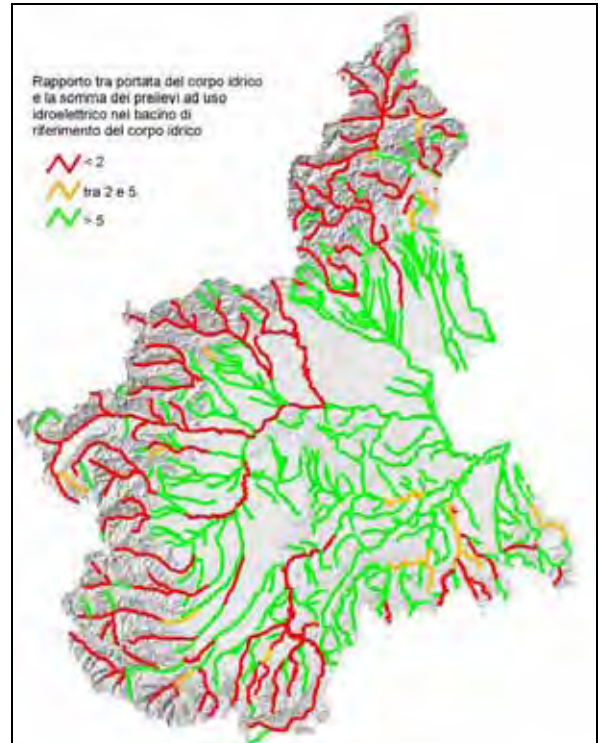 Rapporto tra portata del corpo idrico
e la somma dei prelievi ad uso
idroelettrico nel bacino di
riferimento del corpo idrico
< 2
tra 2 e 5
> 5